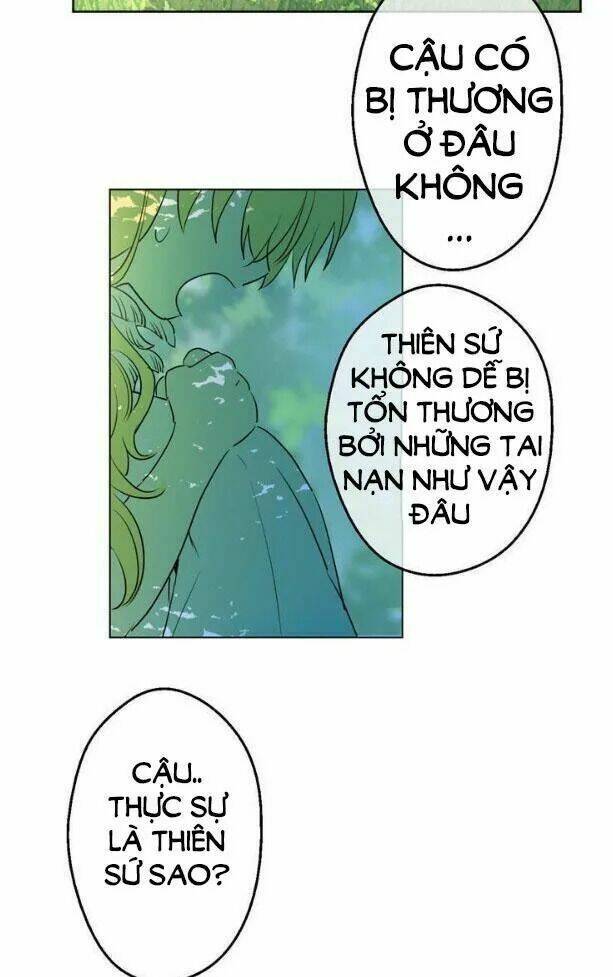 CẬU CÓ
BỊ THƯƠNG
Ở ĐÂU
KHÔNG
...
THIÊN SỨ
KHÔNG DỄ BỊ
TỔN THƯƠNG
BỞI NHỮNG TAI
NẠN NHƯ VẬY
ĐÂU
CẬU..
THỰC SỰ
LÀ THIÊN
SỨ SAO?